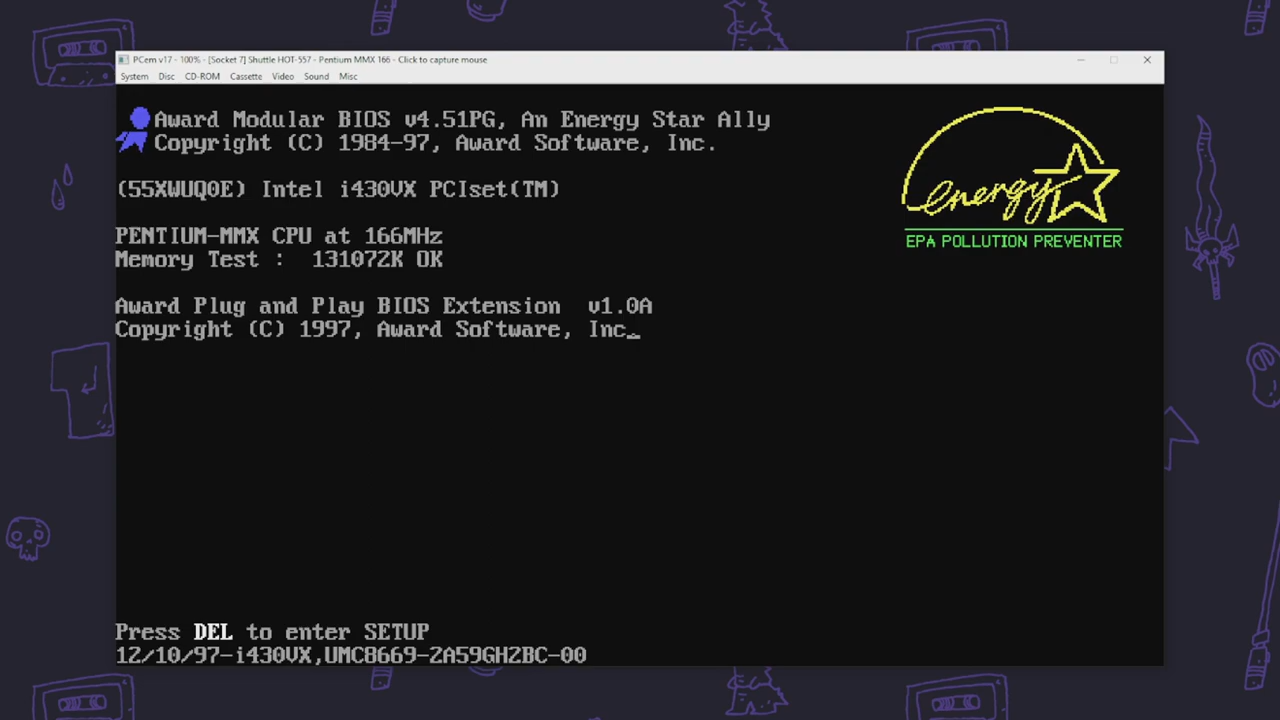 PCem v17 - 100% - [Socket 7] Shuttle HOT-557 - Pentium MMX 166 - Click to capture mouse
System Disc CD-ROM Cassette Video Sound Misc
Award Modular BIOS v4.51PG, An Energy Star Ally
Copyright (C) 1984-97, Award Software, Inc.
(55XWUQ0E) Intel i430VX PCIset(TM)
energy
EPA POLLUTION PREVENTER
PENTIUM-MMX CPU at 166MHz
Memory Test : 131072K OK
Award Plug and Play BIOS Extension v1.0A
Copyright (C) 1997, Award Software, Inc._
Press DEL to enter SETUP
12/10/97-i430VX,UMC8669-2A59GH2BC-00